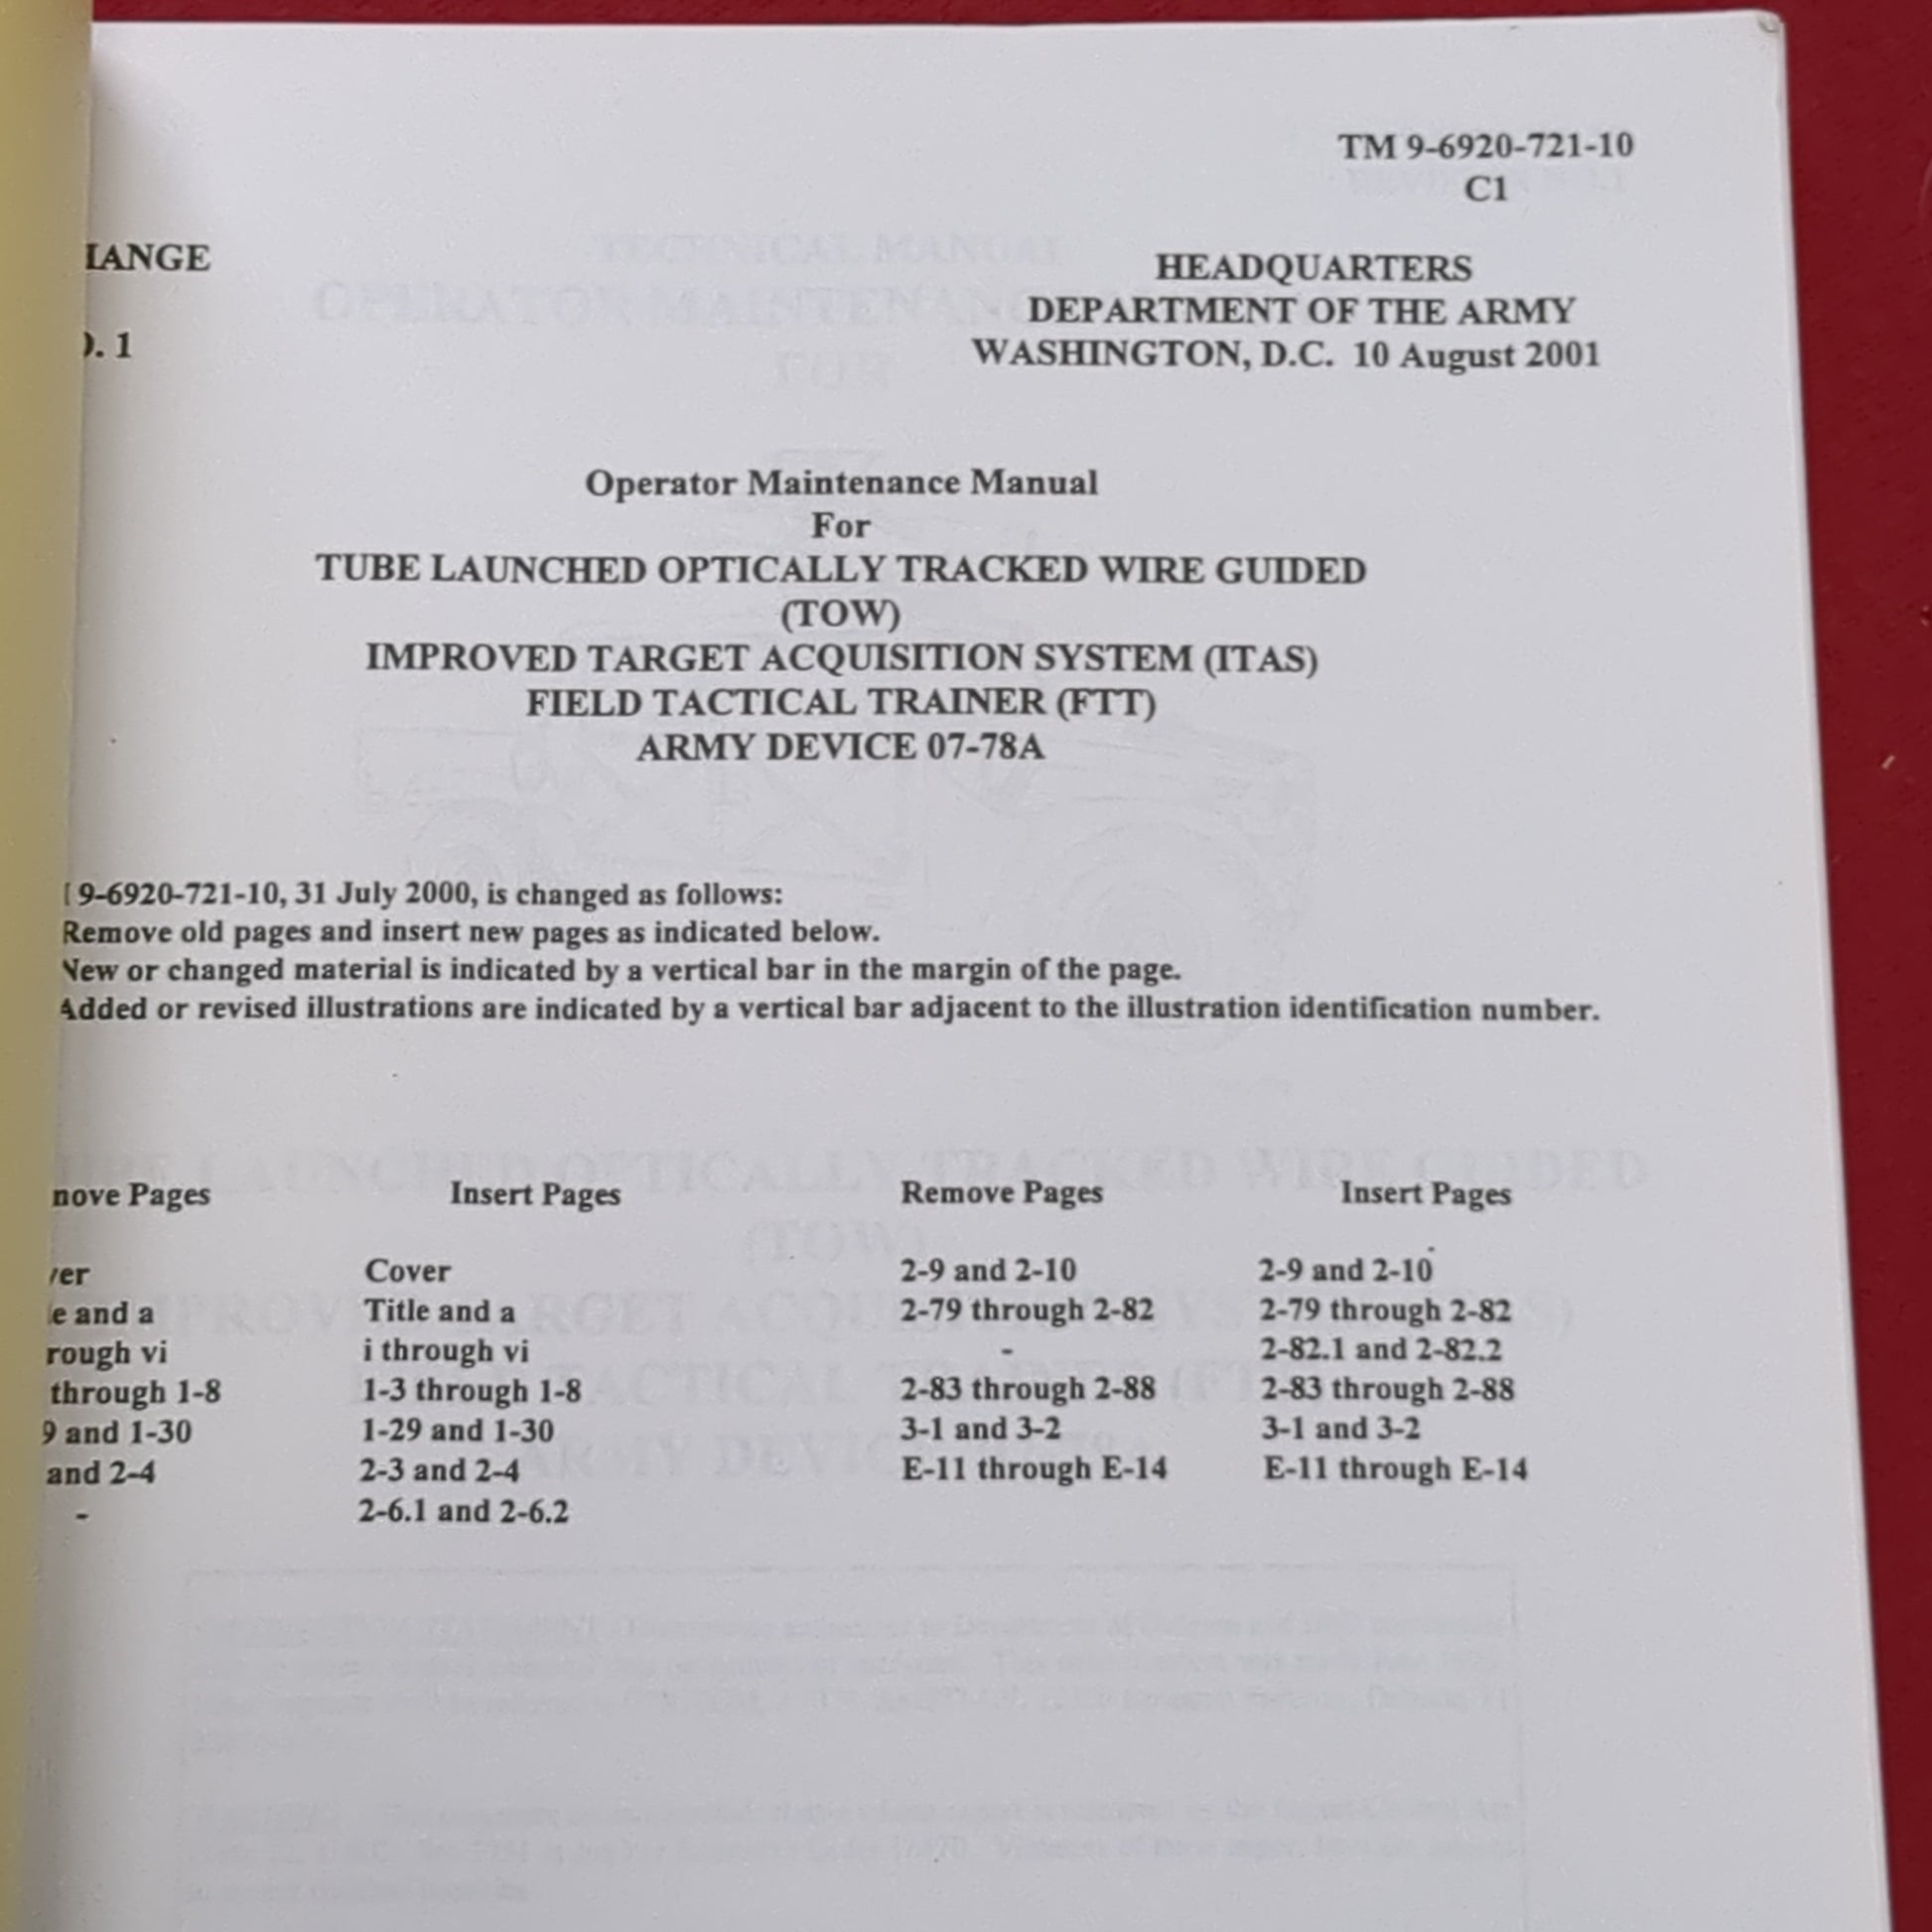 TM 9-6920-721-10
C1
HANGE
HEADQUARTERS
DEPARTMENT OF THE ARMY
O. 1
WASHINGTON, D.C. 10 August 2001
Operator Maintenance Manual
For
TUBE LAUNCHED OPTICALLY TRACKED WIRE GUIDED
(TOW)
IMPROVED TARGET ACQUISITION SYSTEM (ITAS)
FIELD TACTICAL TRAINER (FTT)
ARMY DEVICE 07-78A
9-6920-721-10, 31 July 2000, is changed as follows:
Remove old pages and insert new pages as indicated below.
New or changed material is indicated by a vertical bar in the margin of the page.
Added or revised illustrations are indicated by a vertical bar adjacent to the illustration identification number.
move Pages Insert Pages Remove Pages Insert Pages
ver Cover 2-9 and 2-10 2-9 and 2-10
e and a Title and a 2-79 through 2-82 2-79 through 2-82
rough vi i through vi - 2-82.1 and 2-82.2
through 1-8 1-3 through 1-8 2-83 through 2-88 2-83 through 2-88
9 and 1-30 1-29 and 1-30 3-1 and 3-2 3-1 and 3-2
and 2-4 2-3 and 2-4 E-11 through E-14 E-11 through E-14
- 2-6.1 and 2-6.2